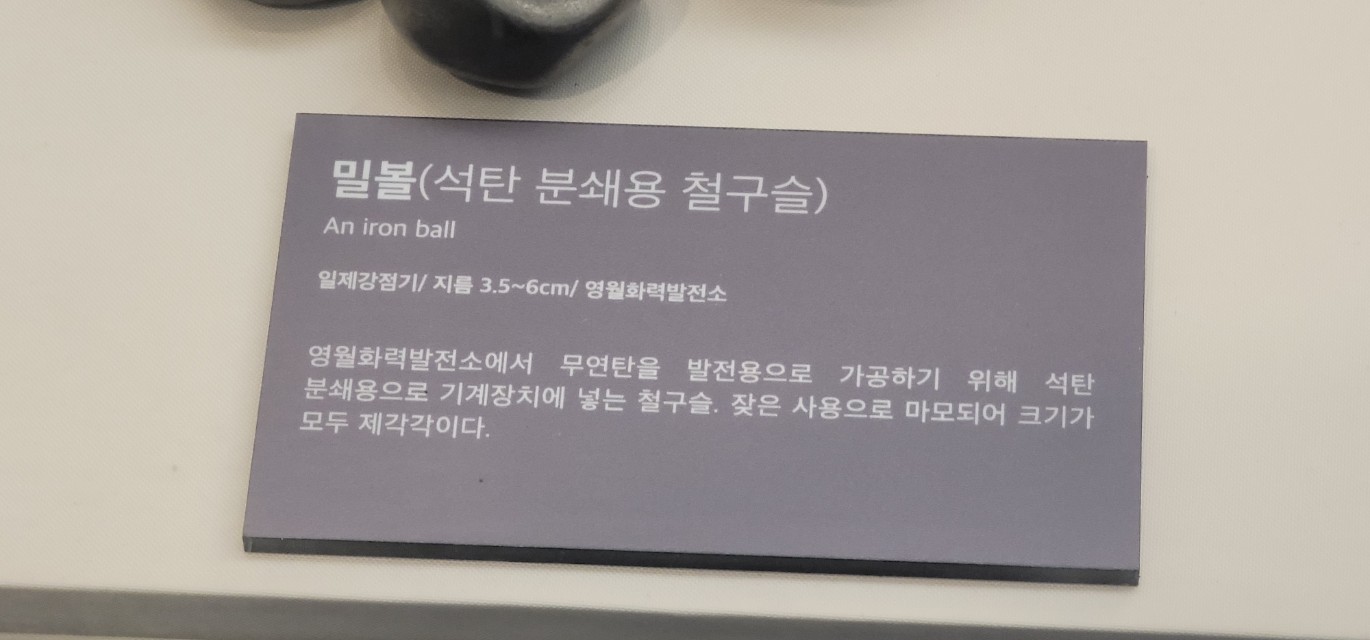 밀볼(석탄 분쇄용 철구슬)
An iron ball
일제강점기/ 지름 3.5~6cm/ 영월화력발전소
영월화력발전소에서 무연탄을 발전용으로 가공하기 위해 석탄
분쇄용으로 기계장치에 넣는 철구슬. 잦은 사용으로 마모되어 크기가
모두 제각각이다.